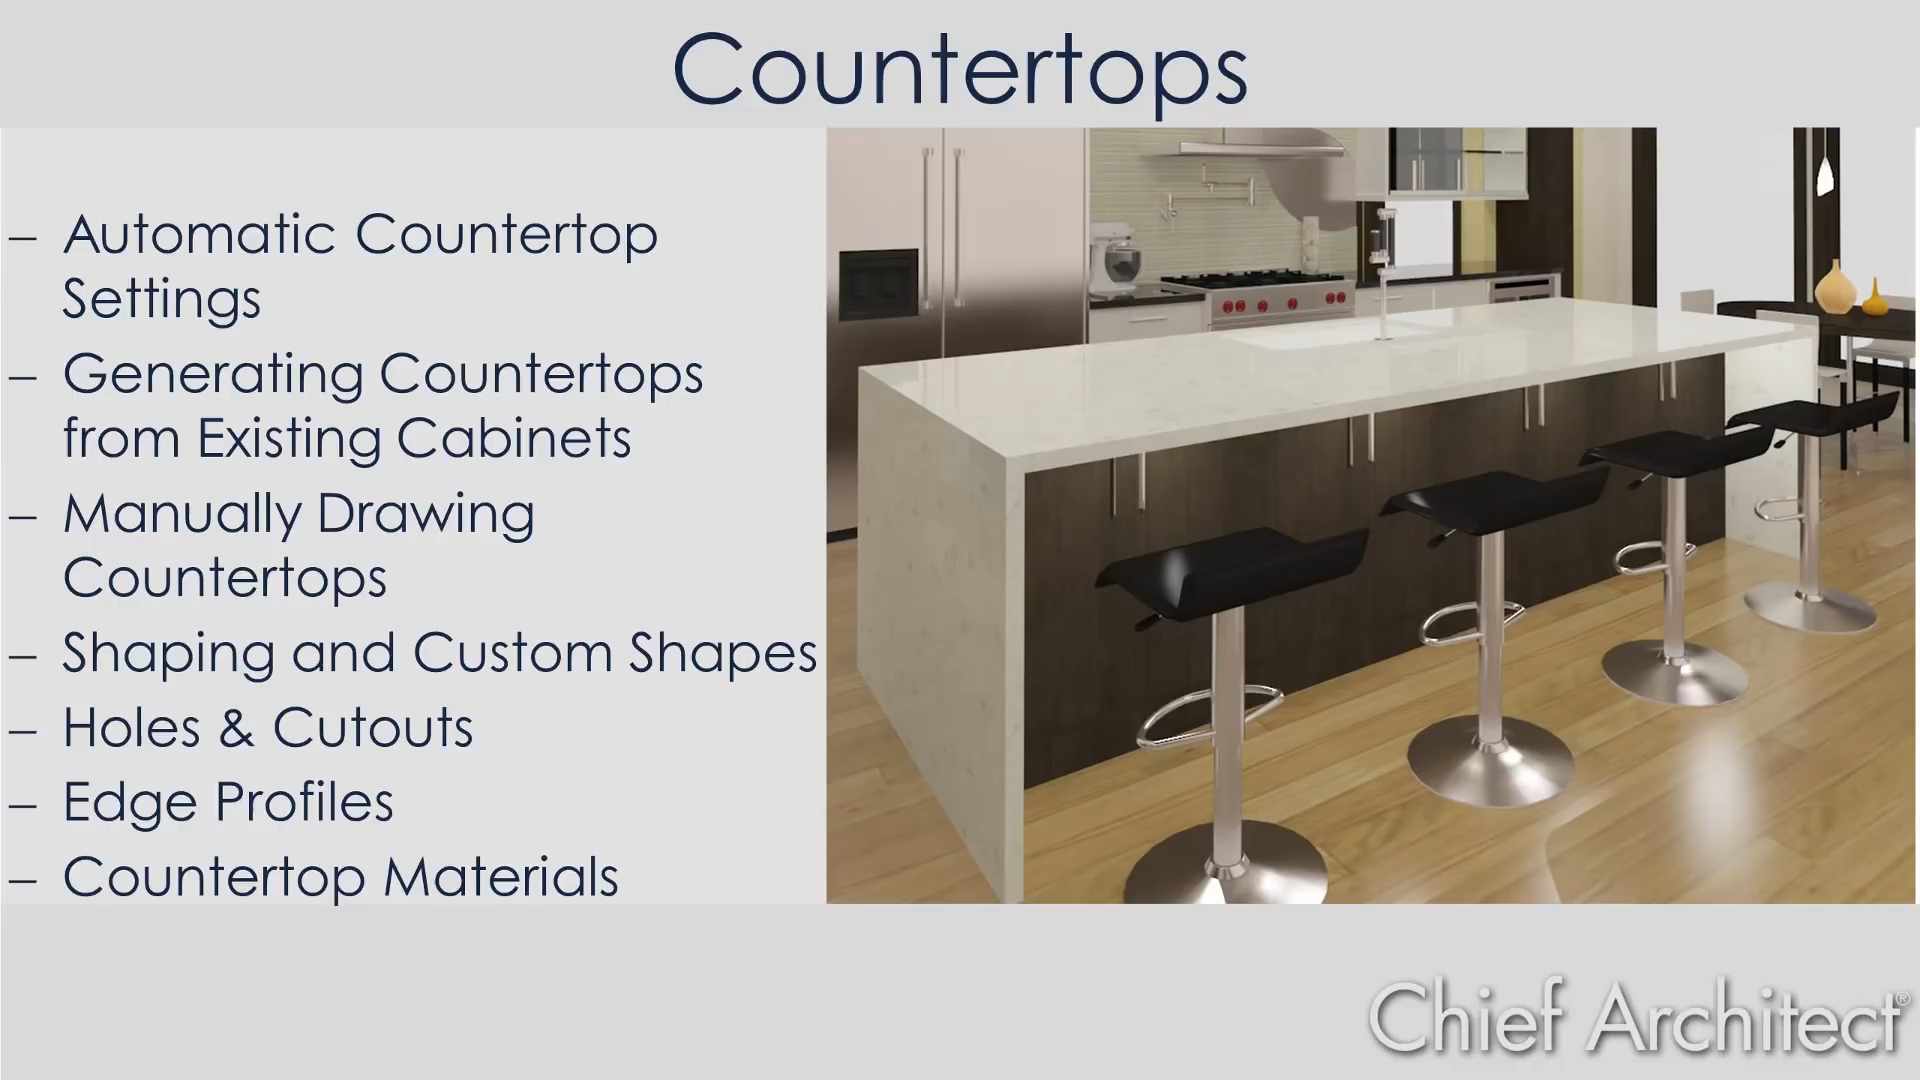 Countertops
– Automatic Countertop
Settings
– Generating Countertops
from Existing Cabinets
– Manually Drawing
Countertops
– Shaping and Custom Shapes
– Holes & Cutouts
– Edge Profiles
– Countertop Materials
Chief Architect®